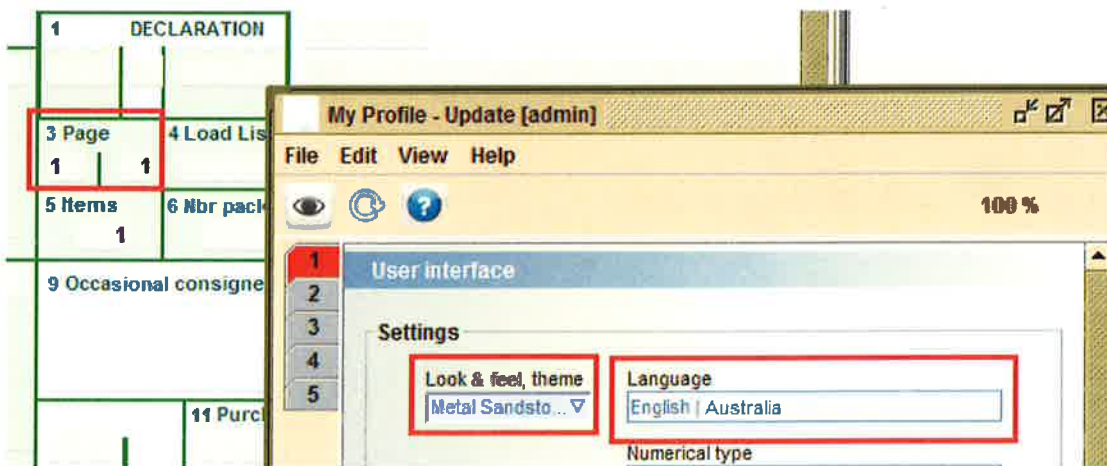 1 DECLARATION
3 Page
4 Load Lis
1 1
5 Items
6 Nbr pack
1
9 Occasional consigne
11 Purch
My Profile - Update [admin]
File Edit View Help
100 %
1
2
3
4
5
User interface
Settings
Look & feel, theme
Metal Sandsto...
Language
English | Australia
Numerical type